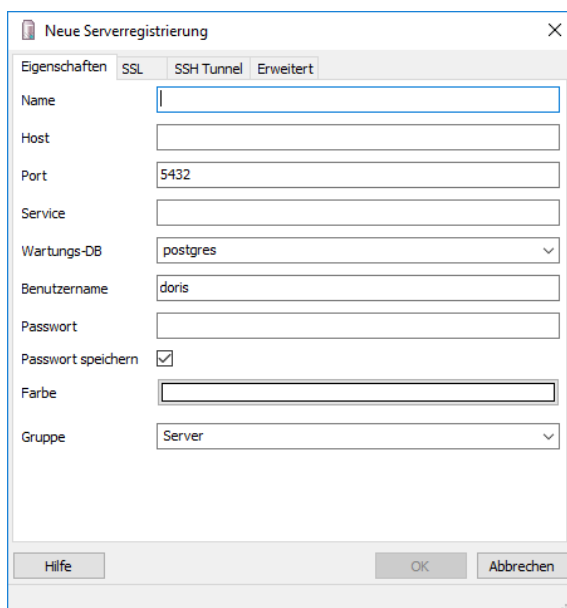 Neue Serverregistrierung
Eigenschaften SSL SSH Tunnel Erweitert
Name
Host
Port 5432
Service
Wartungs-DB postgres
Benutzername doris
Passwort
Passwort speichern
Farbe
Gruppe Server
Hilfe OK Abbrechen